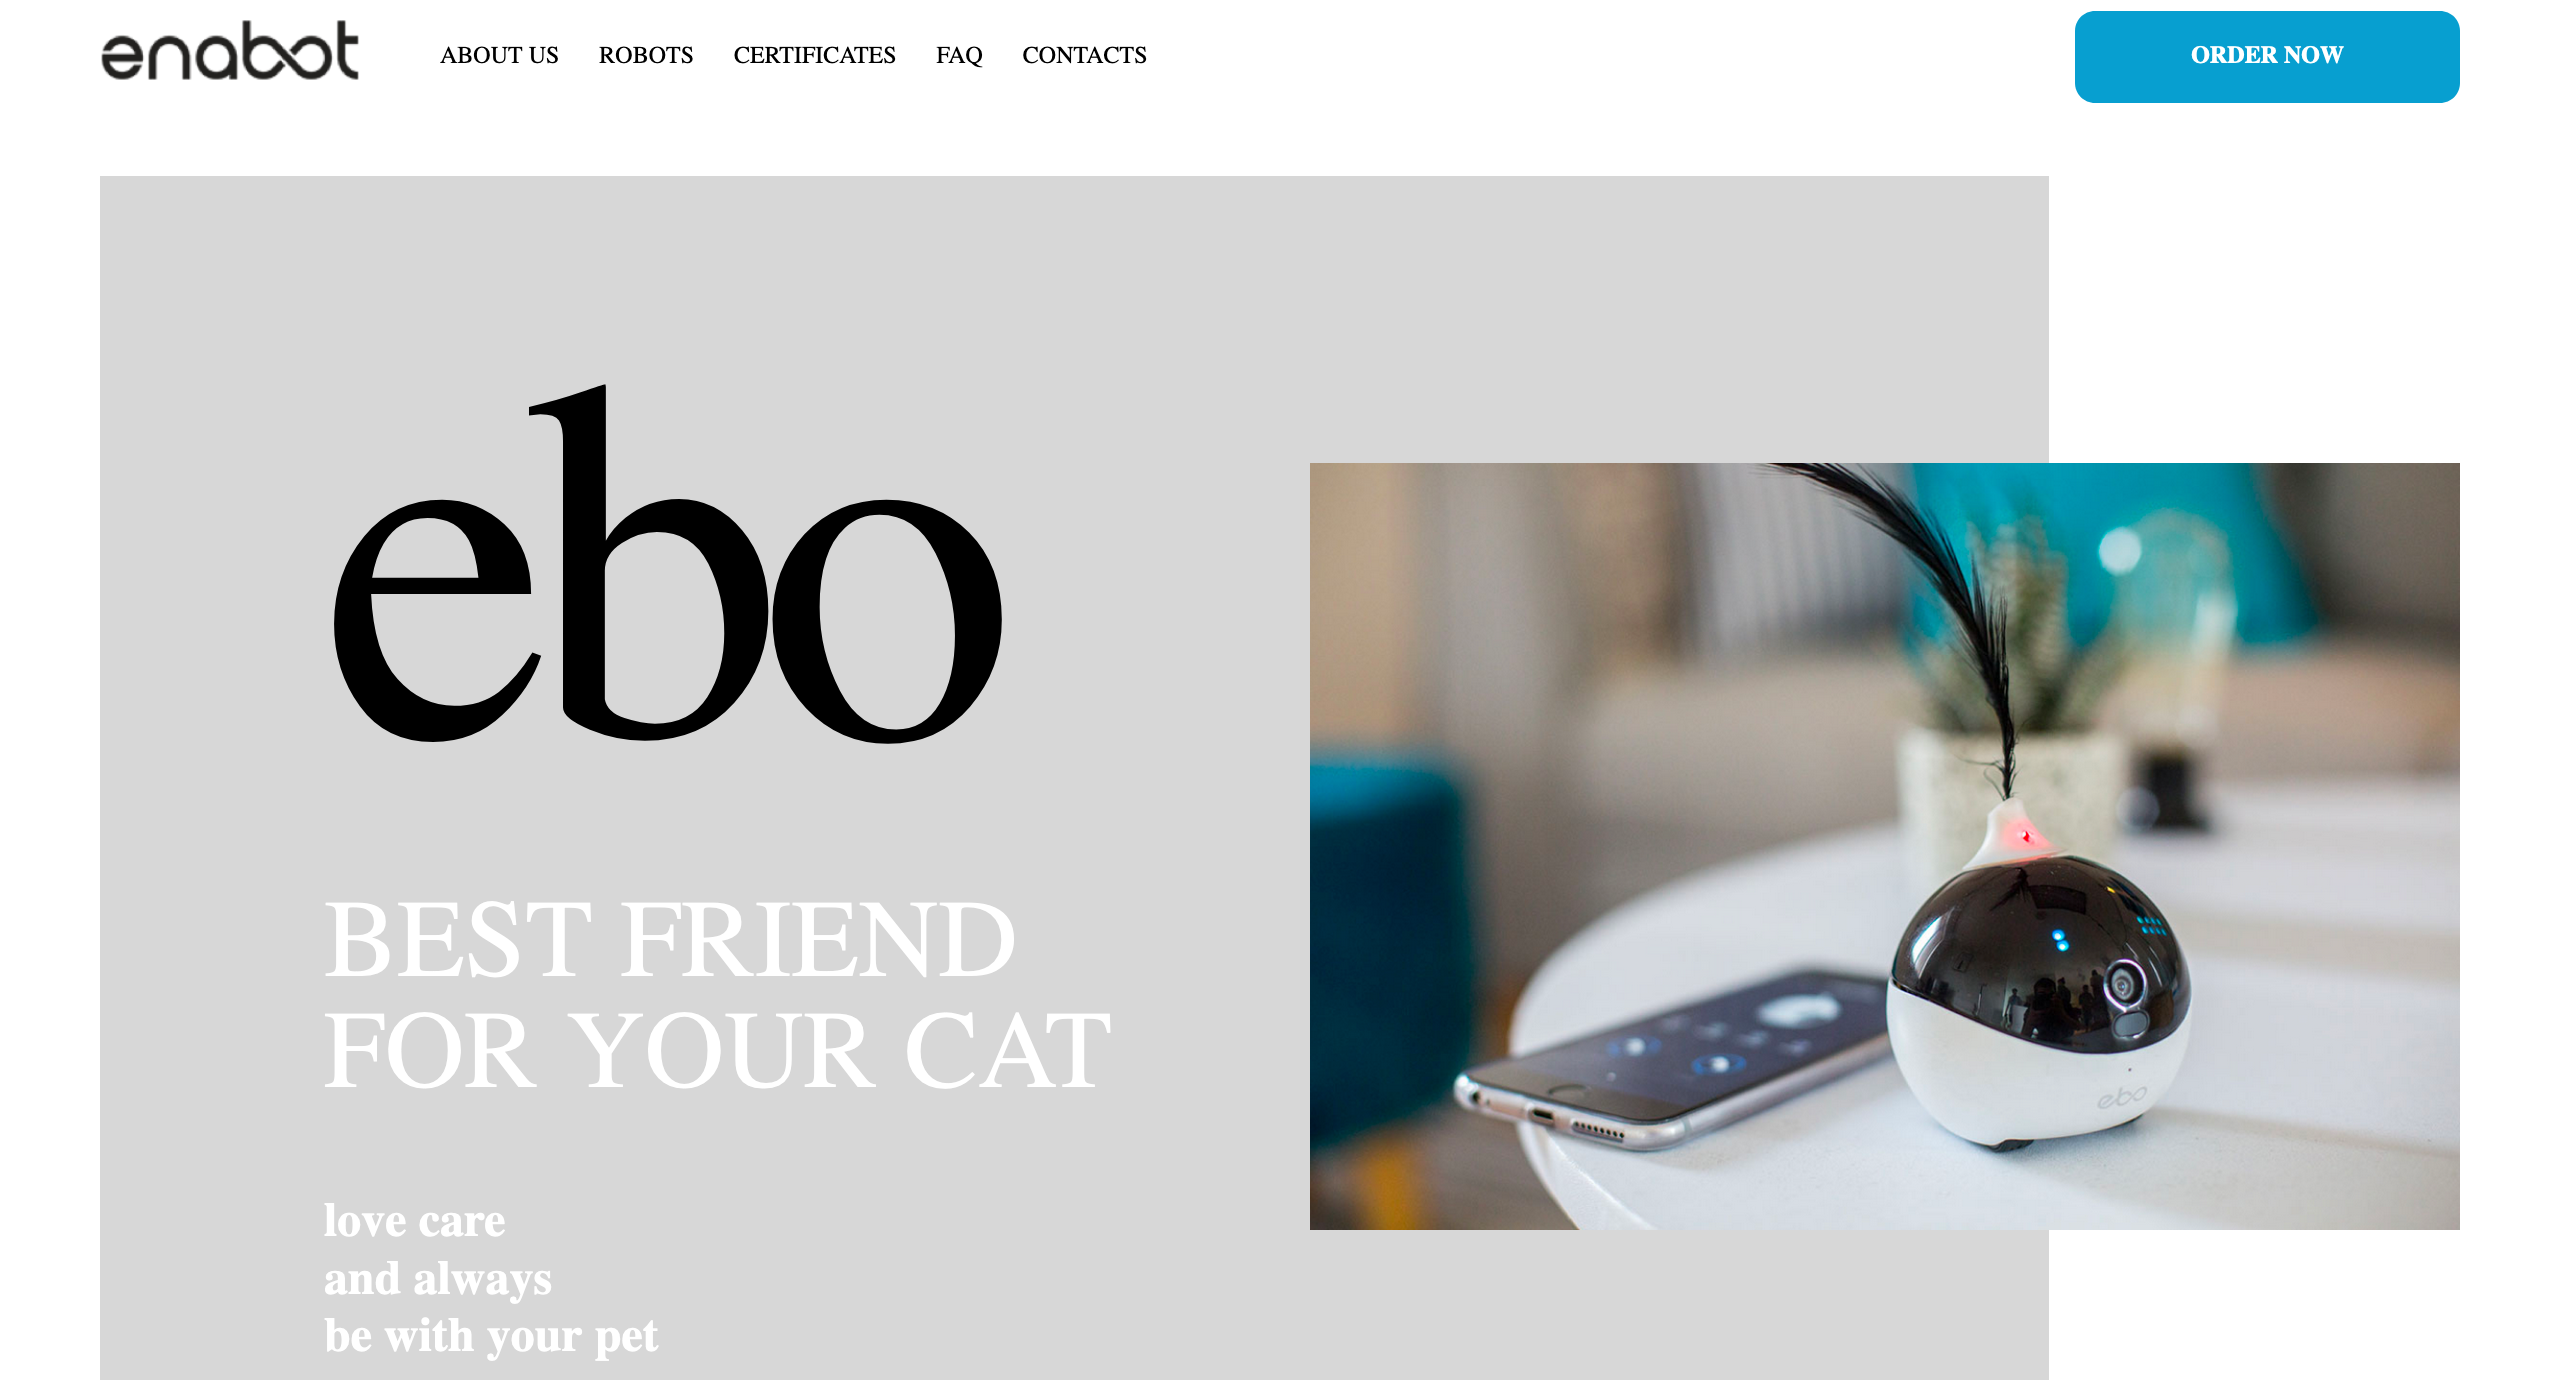 enabot
ABOUT US ROBOTS CERTIFICATES FAQ CONTACTS
ORDER NOW
ebo
BEST FRIEND
FOR YOUR CAT
love care
and always
be with your pet
ebo